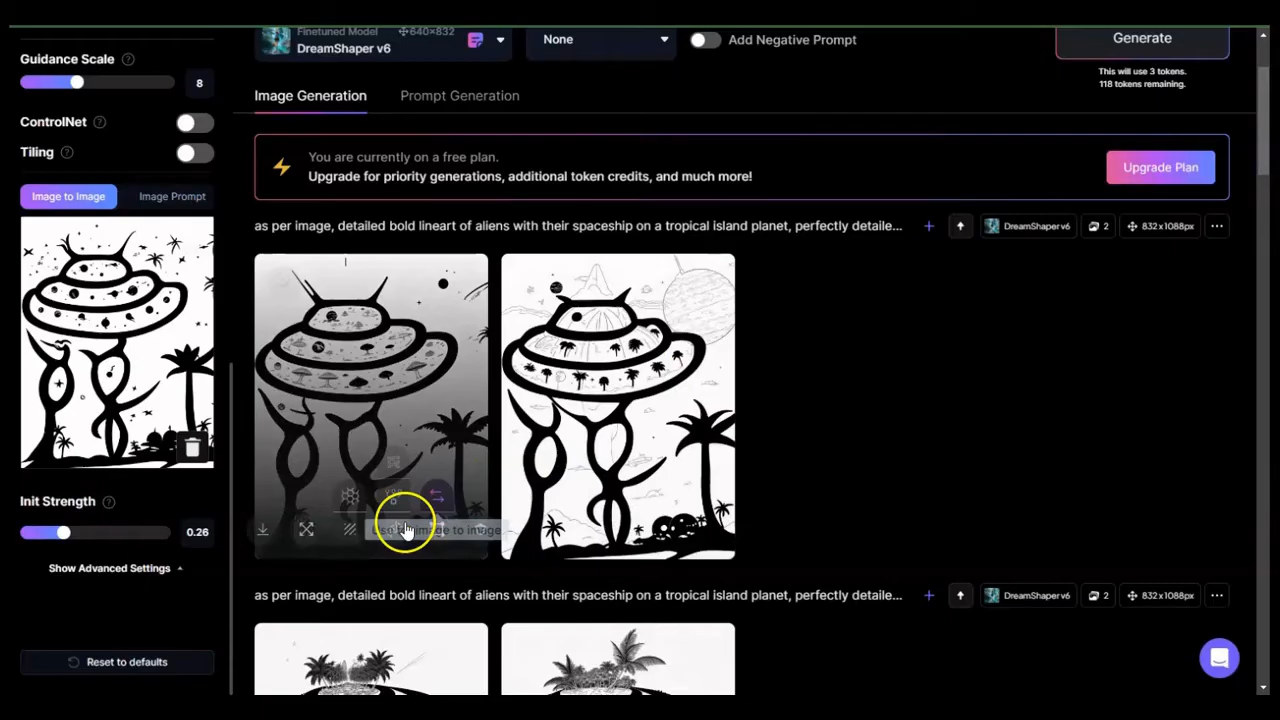 Guidance Scale
8
ControlNet
Tiling
Image to Image
Image Prompt
Init Strength
0.26
Show Advanced Settings
Reset to defaults
Finetuned Model
640×832
DreamShaper v6
None
Add Negative Prompt
Generate
This will use 3 tokens.
118 tokens remaining.
Image Generation
Prompt Generation
You are currently on a free plan.
Upgrade for priority generations, additional token credits, and much more!
Upgrade Plan
as per image, detailed bold lineart of aliens with their spaceship on a tropical island planet, perfectly detaile...
DreamShaper v6
2
832x1088px
image to image
as per image, detailed bold lineart of aliens with their spaceship on a tropical island planet, perfectly detaile...
DreamShaper v6
2
832x1088px